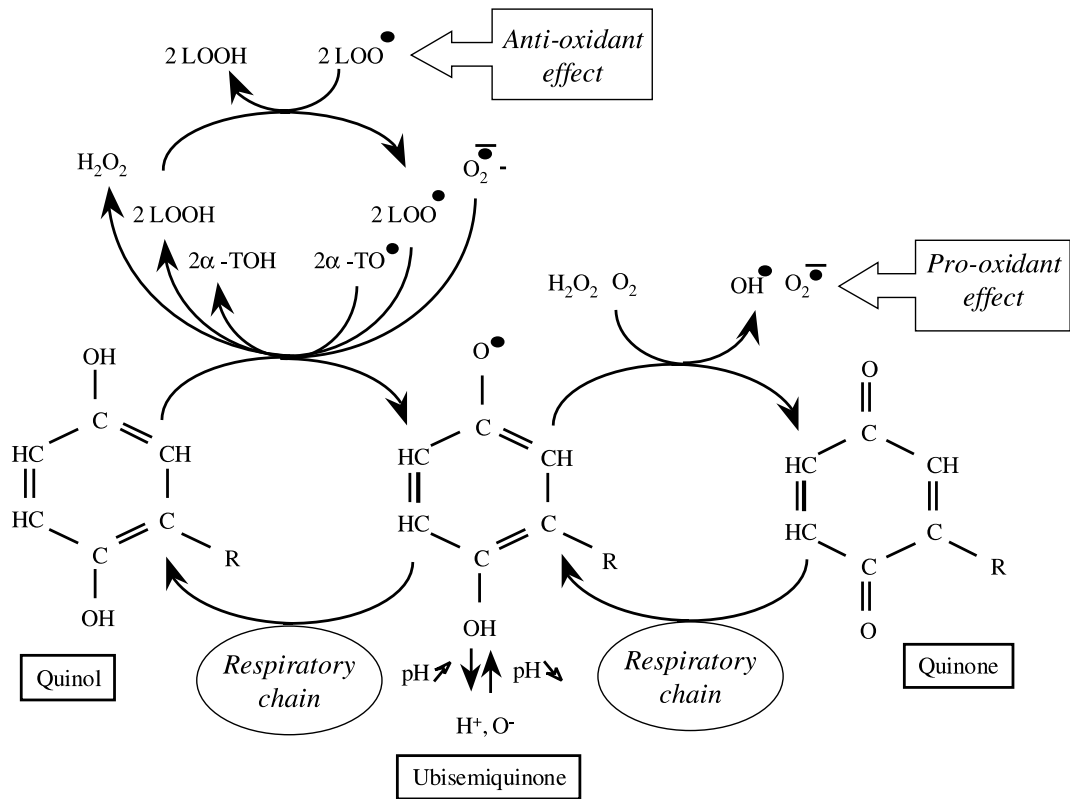 2 LOOH 2 LOO•
Anti-oxidant
effect
H₂O₂ O₂•̅ -
2 LOOH 2 LOO•
2α -TOH 2α -TO•
H₂O₂ O₂ OH• O₂•̅
Pro-oxidant
effect
OH O• O
C C C
HC CH HC CH HC CH
HC C HC C HC C
C R C R C R
OH OH O
Quinol
Respiratory
chain
pH pH
H⁺, O⁻
Respiratory
chain
Quinone
Ubisemiquinone